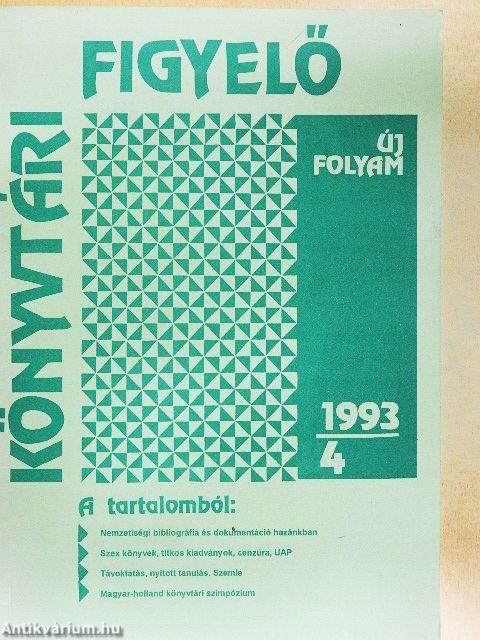 KÖNYVTÁRI
FIGYELŐ
ÚJ
FOLYAM
1993
4
A tartalomból:
Nemzetiségi bibliográfia és dokumentáció hazánkban
Szex könyvek, titkos kiadványok, cenzúra, UAP
Távoktatás, nyitott tanulás. Szemle
Magyar-holland könyvtári szimpózium
Antikvárium.hu